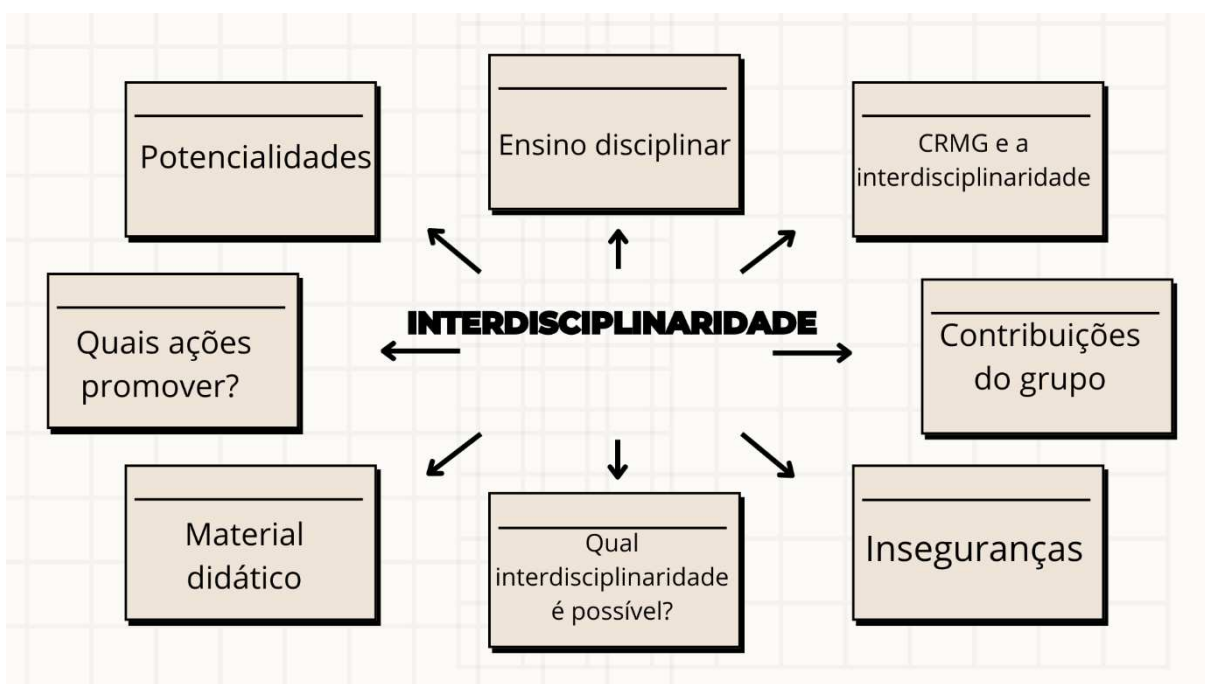 Potencialidades
Ensino disciplinar
CRMG e a
interdisciplinaridade
Quais ações
promover?
INTERDISCIPLINARIDADE
Contribuições
do grupo
Material
didático
Qual
interdisciplinaridade
é possível?
Inseguranças